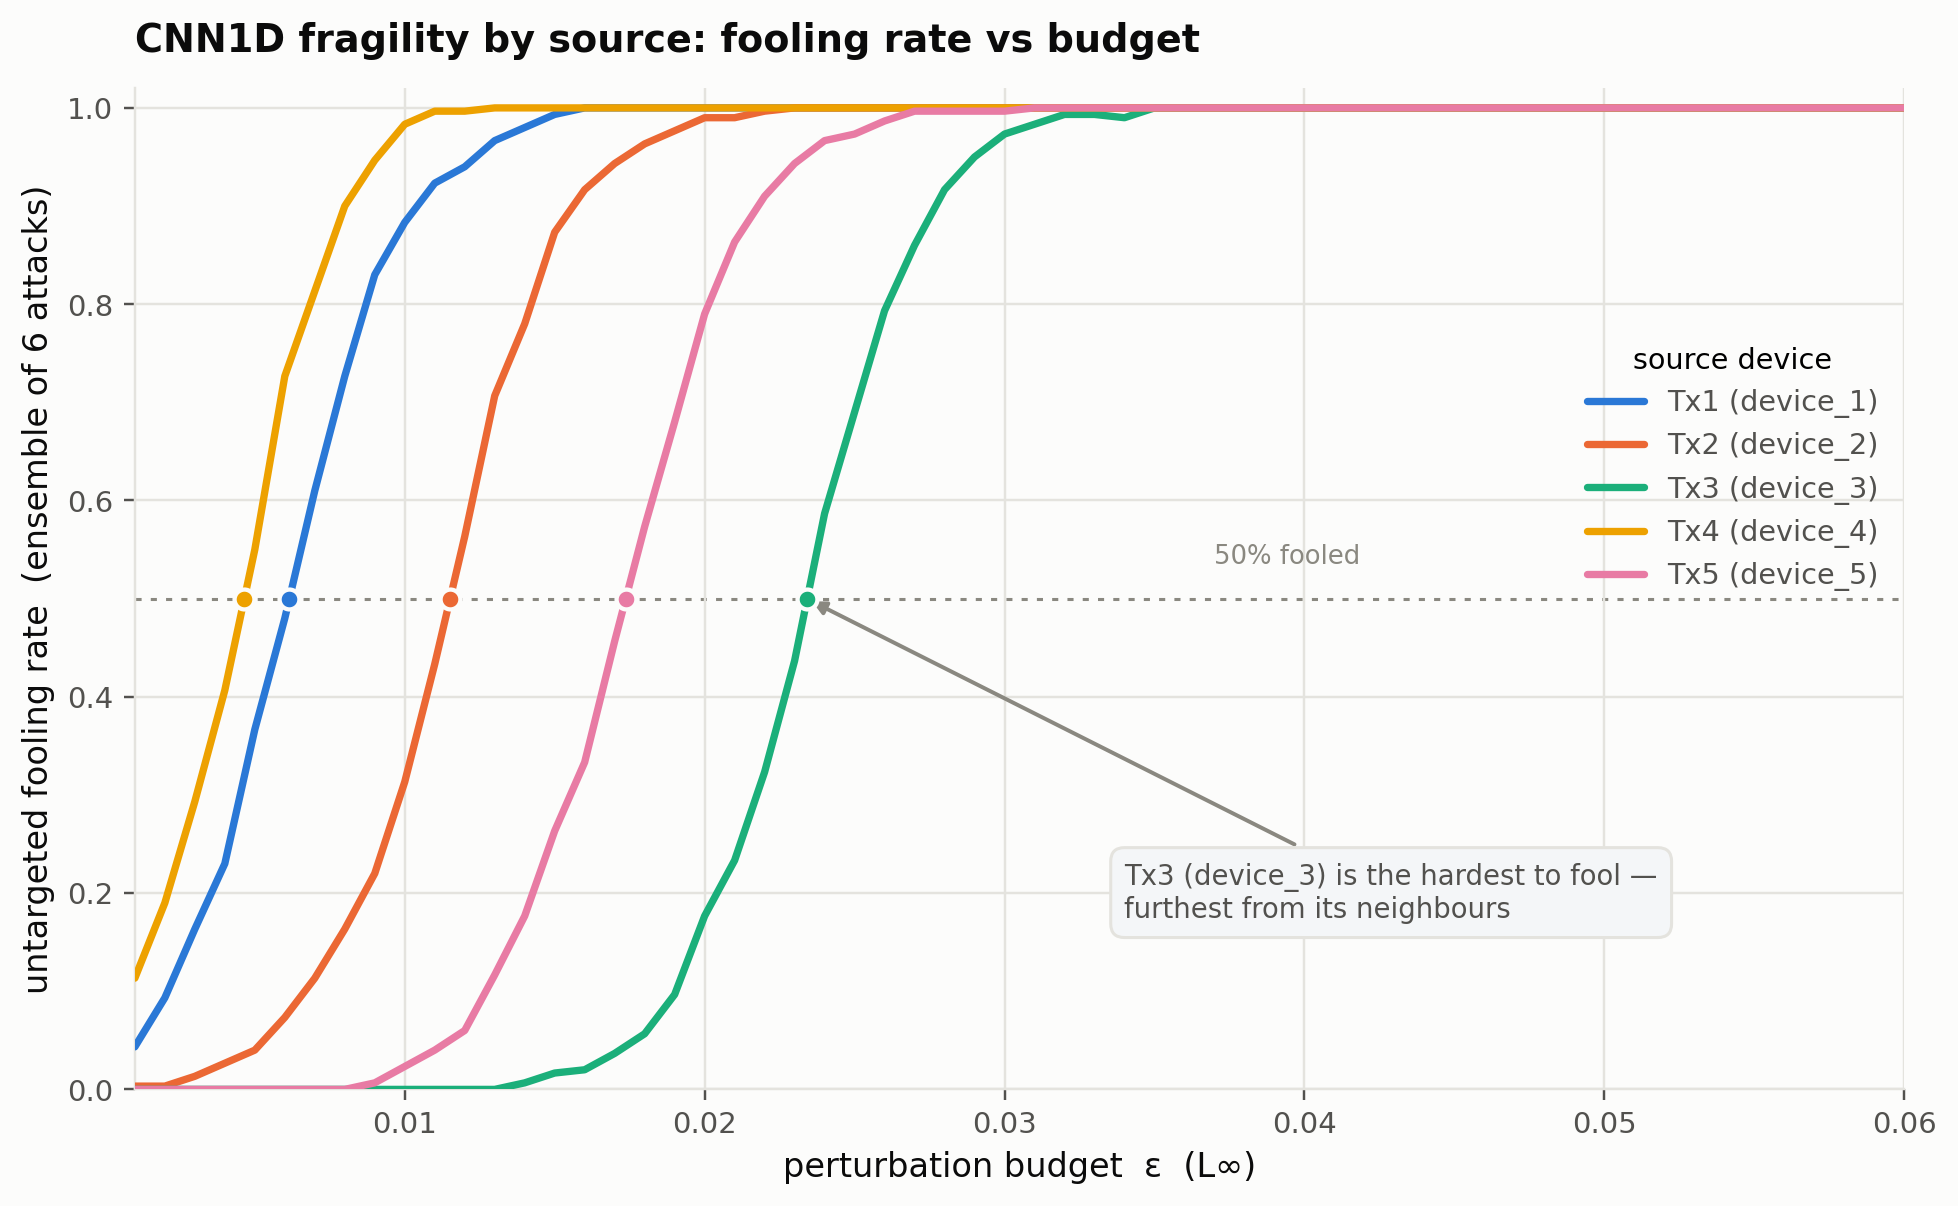 CNN1D fragility by source: fooling rate vs budget
untargeted fooling rate (ensemble of 6 attacks)
1.0
0.8
0.6
0.4
0.2
0.0
source device
Tx1 (device_1)
Tx2 (device_2)
Tx3 (device_3)
Tx4 (device_4)
Tx5 (device_5)
50% fooled
Tx3 (device_3) is the hardest to fool —
furthest from its neighbours
0.01
0.02
0.03
0.04
0.05
0.06
perturbation budget ε (L∞)